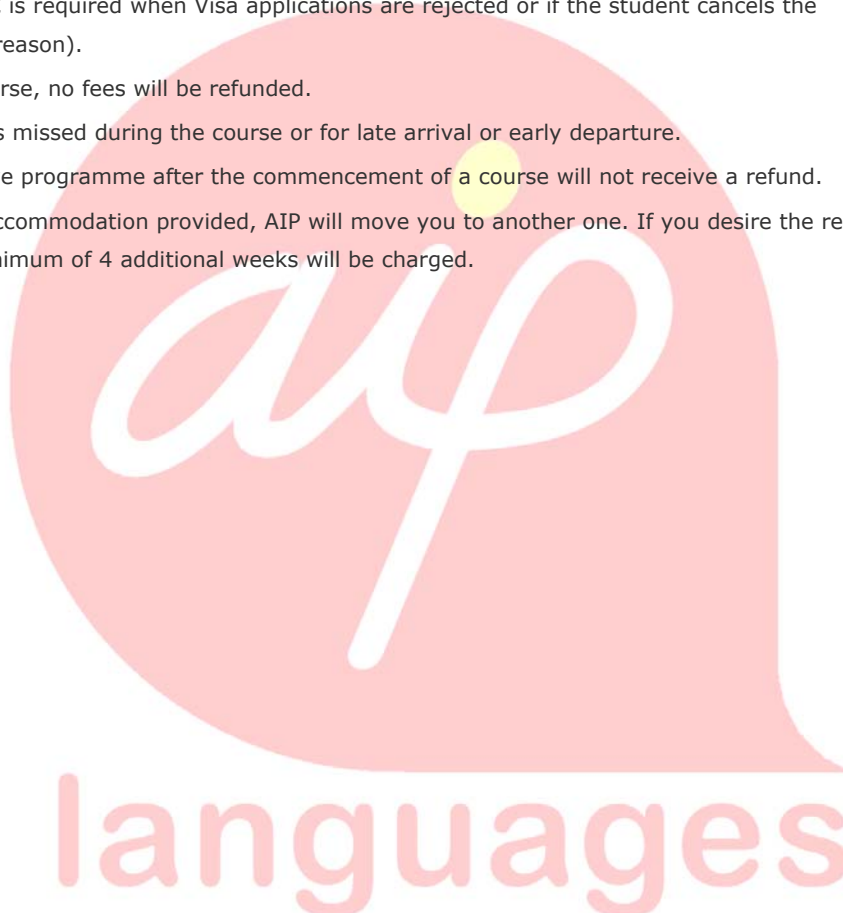 is required when Visa applications are rejected or if the student cancels the
reason).
rse, no fees will be refunded.
s missed during the course or for late arrival or early departure.
e programme after the commencement of a course will not receive a refund.
ccommodation provided, AIP will move you to another one. If you desire the re
nimum of 4 additional weeks will be charged.
aip
languages